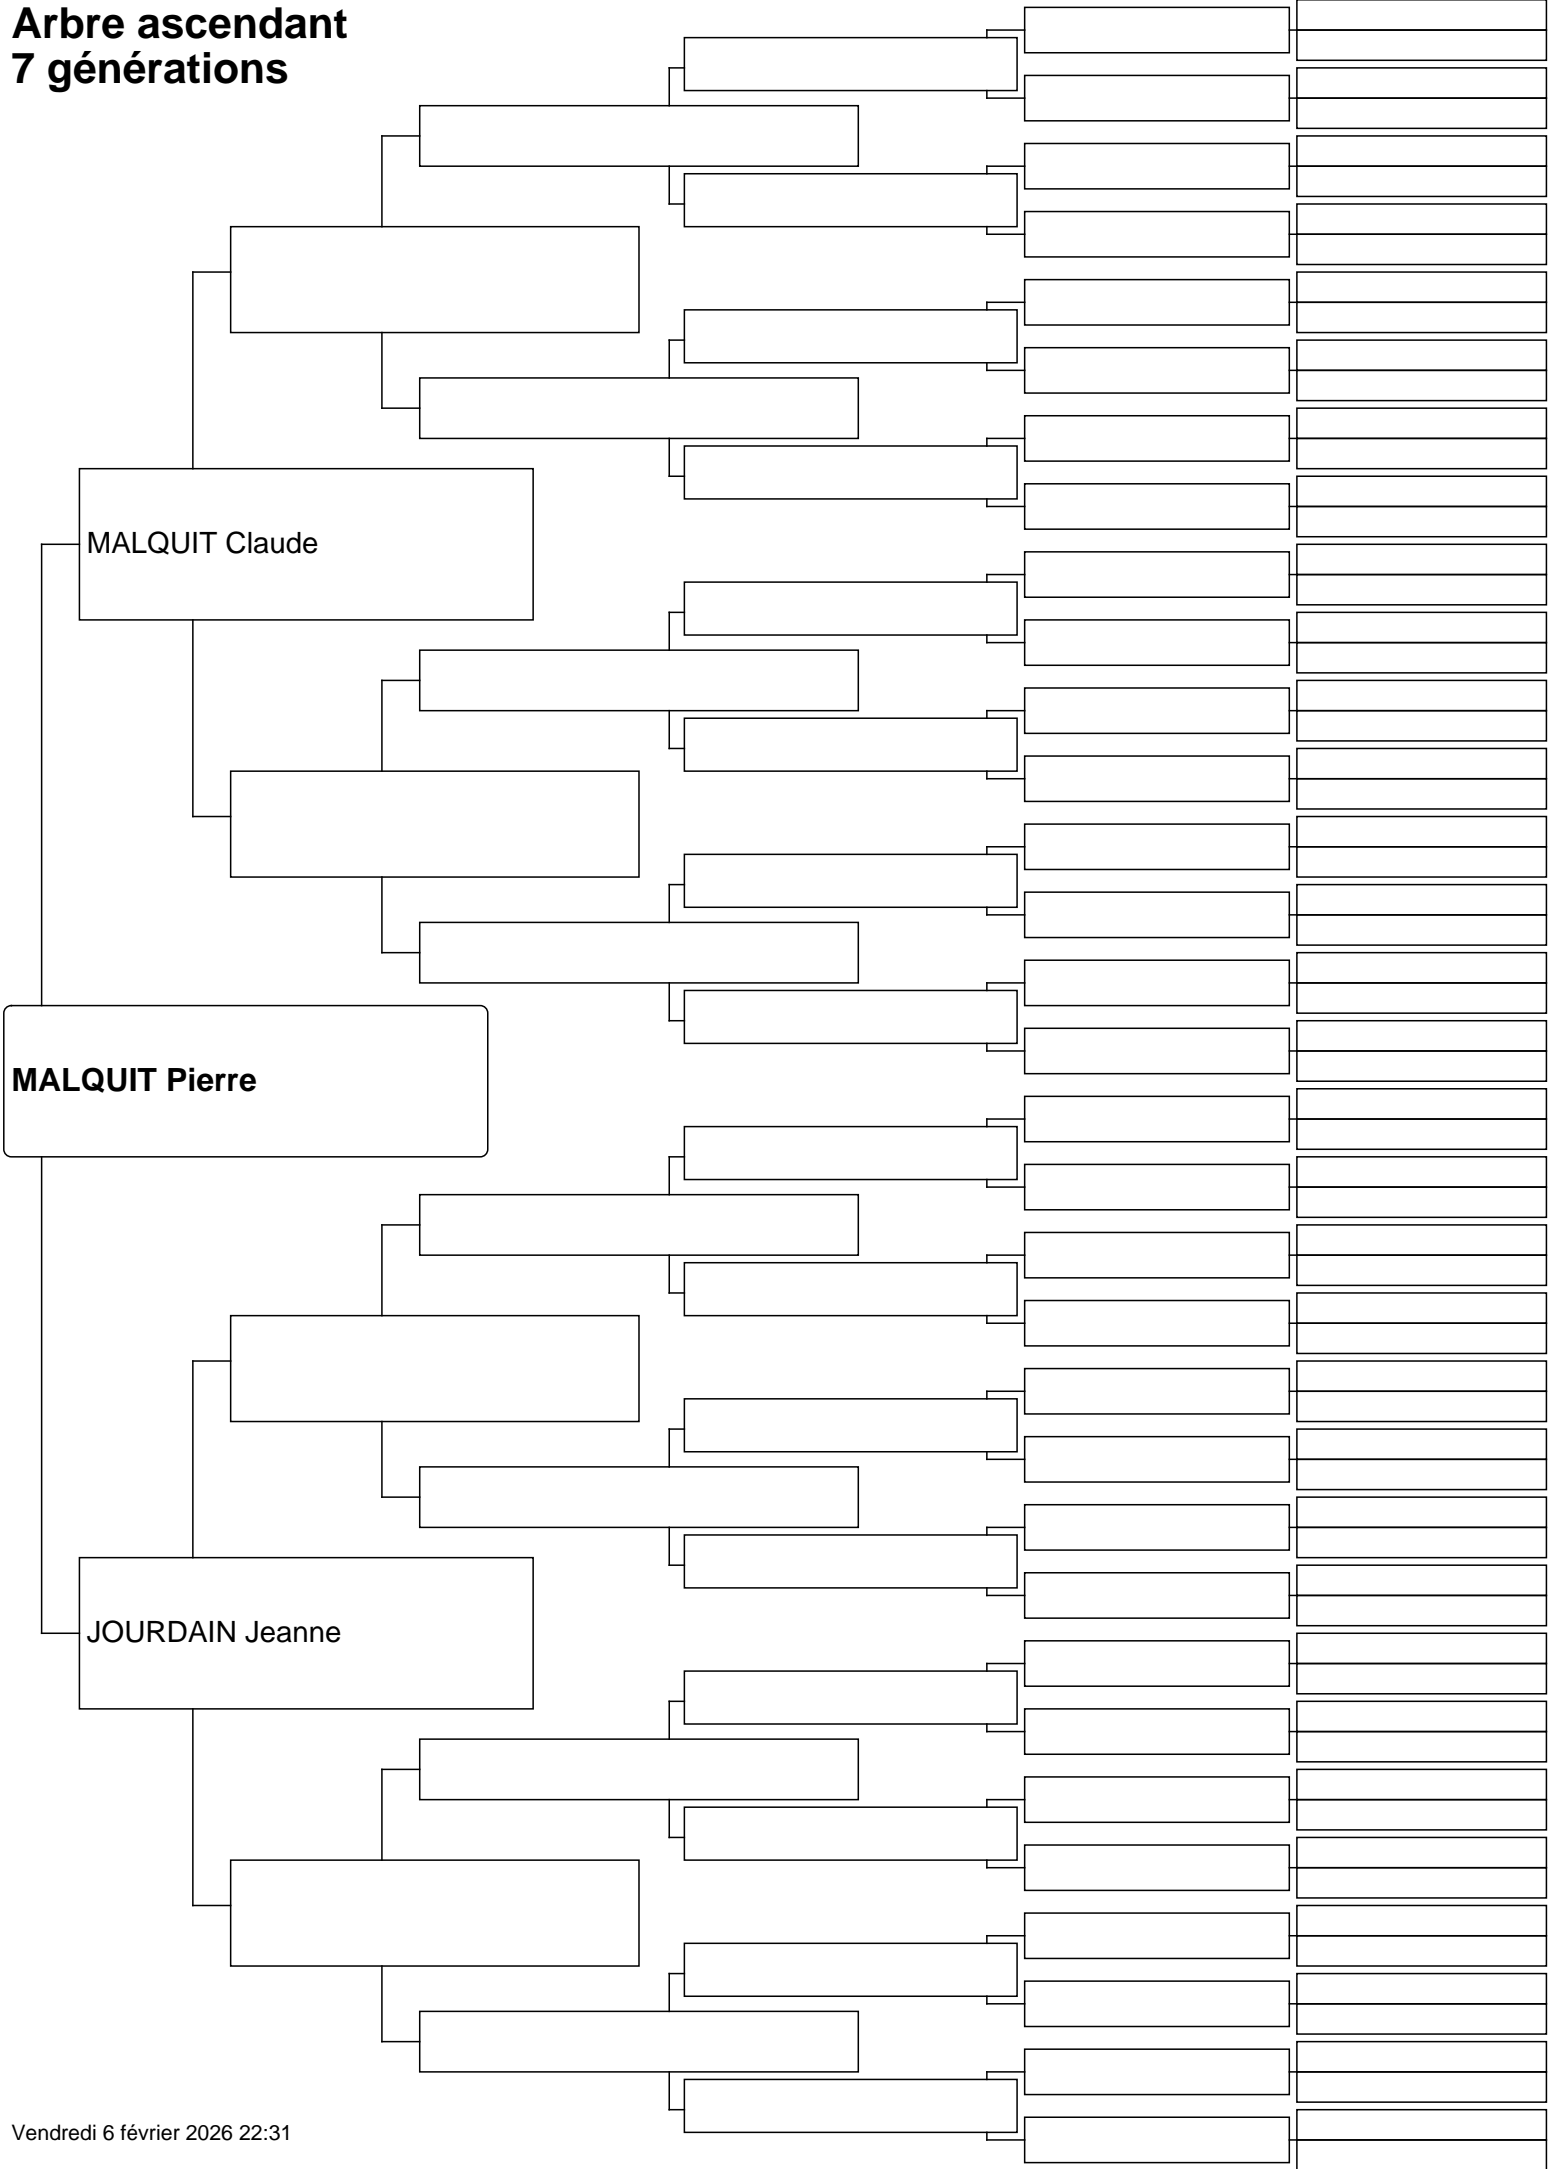 Arbre ascendant
7 générations
MALQUIT Claude
MALQUIT Pierre
JOURDAIN Jeanne
Vendredi 6 février 2026 22:31